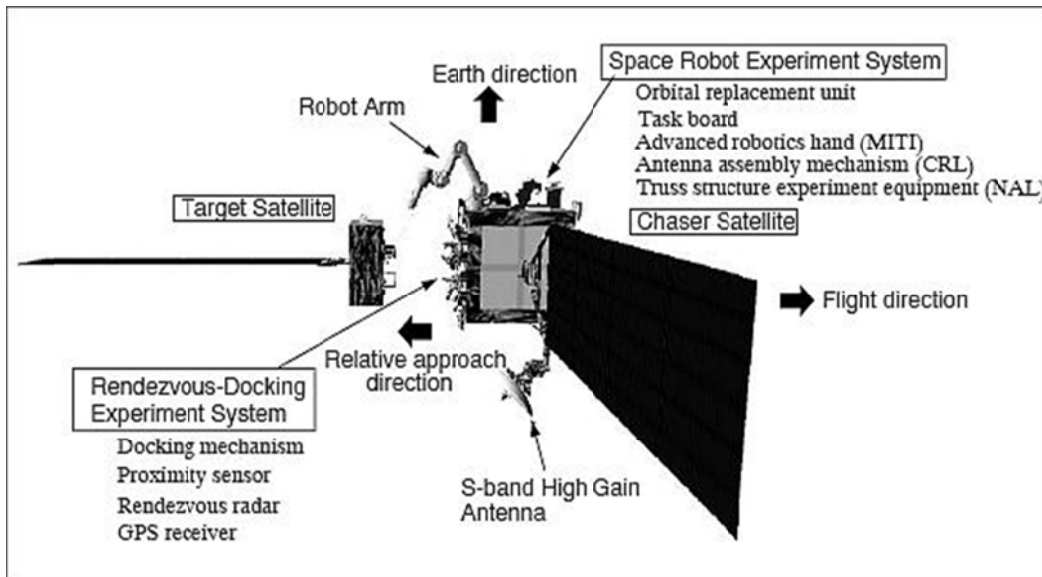 Space Robot Experiment System
Orbital replacement unit
Task board
Advanced robotics hand (MITI)
Antenna assembly mechanism (CRL)
Truss structure experiment equipment (NAL)
Earth direction
Robot Arm
Target Satellite
Chaser Satellite
Flight direction
Relative approach
direction
Rendezvous-Docking
Experiment System
Docking mechanism
Proximity sensor
Rendezvous radar
GPS receiver
S-band High Gain
Antenna